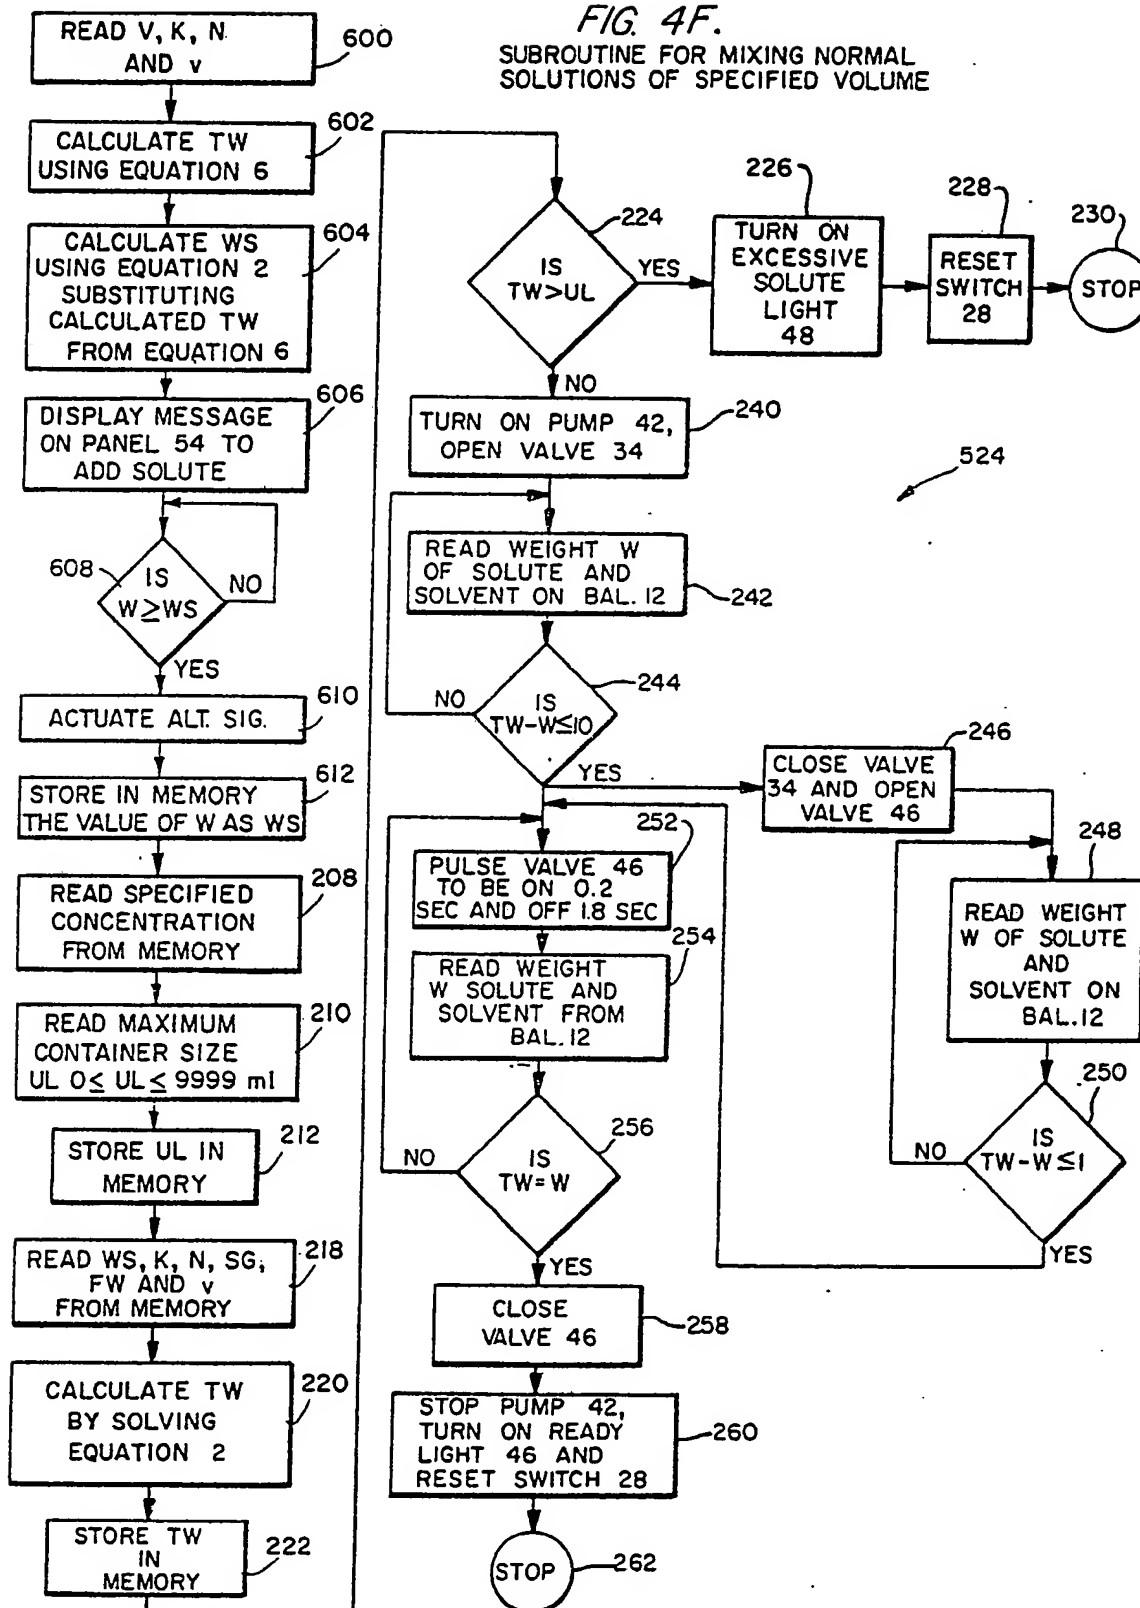 FIG. 4F.
SUBROUTINE FOR MIXING NORMAL
SOLUTIONS OF SPECIFIED VOLUME
READ V, K, N
AND v
600
CALCULATE TW
USING EQUATION 6
602
CALCULATE WS
USING EQUATION 2
SUBSTITUTING
CALCULATED TW
FROM EQUATION 6
604
DISPLAY MESSAGE
ON PANEL 54 TO
ADD SOLUTE
606
608
IS
W≥WS
NO
YES
ACTUATE ALT. SIG.
610
STORE IN MEMORY
THE VALUE OF W AS WS
612
READ SPECIFIED
CONCENTRATION
FROM MEMORY
208
READ MAXIMUM
CONTAINER SIZE
UL 0≤ UL ≤ 9999 ml
210
STORE UL IN
MEMORY
212
READ WS, K, N, SG,
FW AND v
FROM MEMORY
218
CALCULATE TW
BY SOLVING
EQUATION 2
220
STORE TW
IN
MEMORY
222
224
IS
TW>UL
YES
NO
226
TURN ON
EXCESSIVE
SOLUTE
LIGHT
48
228
RESET
SWITCH
28
230
STOP
TURN ON PUMP 42,
OPEN VALVE 34
240
524
READ WEIGHT W
OF SOLUTE AND
SOLVENT ON BAL. 12
242
244
IS
TW-W≤10
NO
YES
246
CLOSE VALVE
34 AND OPEN
VALVE 46
248
READ WEIGHT
W OF SOLUTE
AND
SOLVENT ON
BAL. 12
250
IS
TW-W≤1
NO
YES
252
PULSE VALVE 46
TO BE ON 0.2
SEC AND OFF 1.8 SEC
254
READ WEIGHT
W SOLUTE AND
SOLVENT FROM
BAL. 12
256
IS
TW=W
NO
YES
CLOSE
VALVE 46
258
STOP PUMP 42,
TURN ON READY
LIGHT 46 AND
RESET SWITCH 28
260
STOP
262